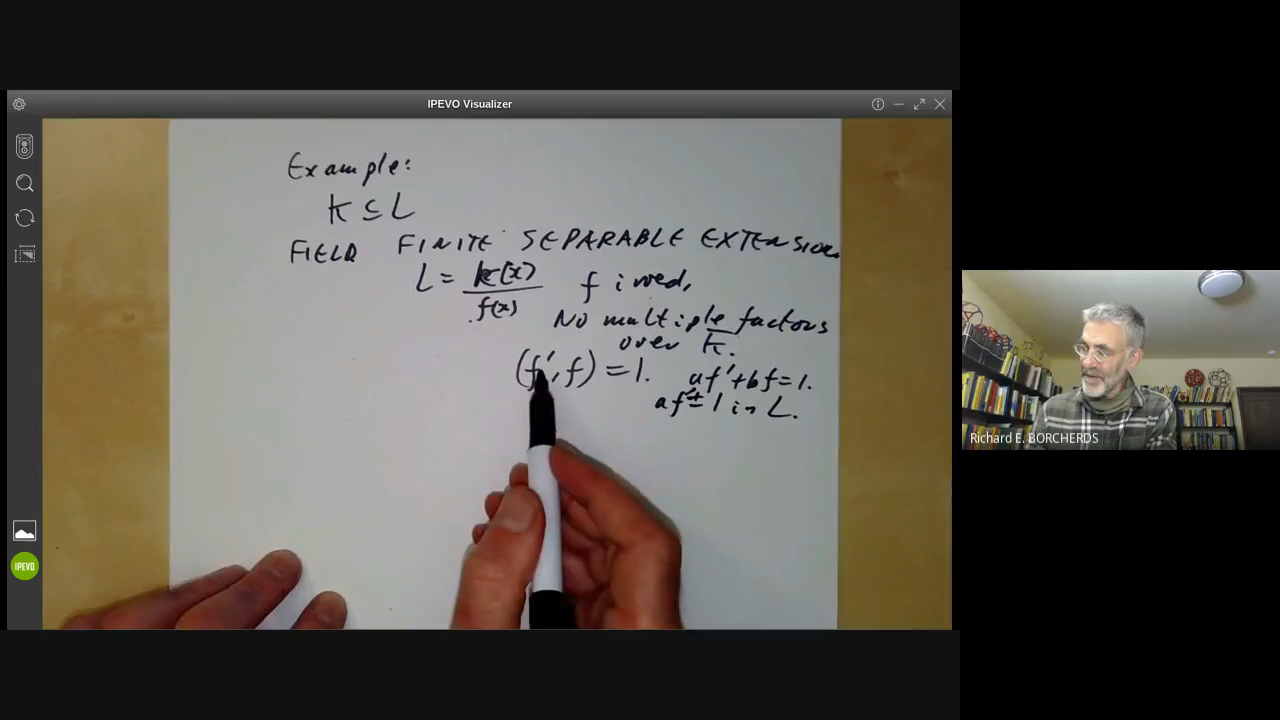 IPEVO Visualizer
Example:
k ⊆ L
FIELD FINITE SEPARABLE EXTENSION
L = k(x) / f(x) f irred,
No multiple factors
over k̄.
(f', f) = 1. af' + bf = 1.
af' = 1 in L.
IPEVO
Richard E. BORCHERDS